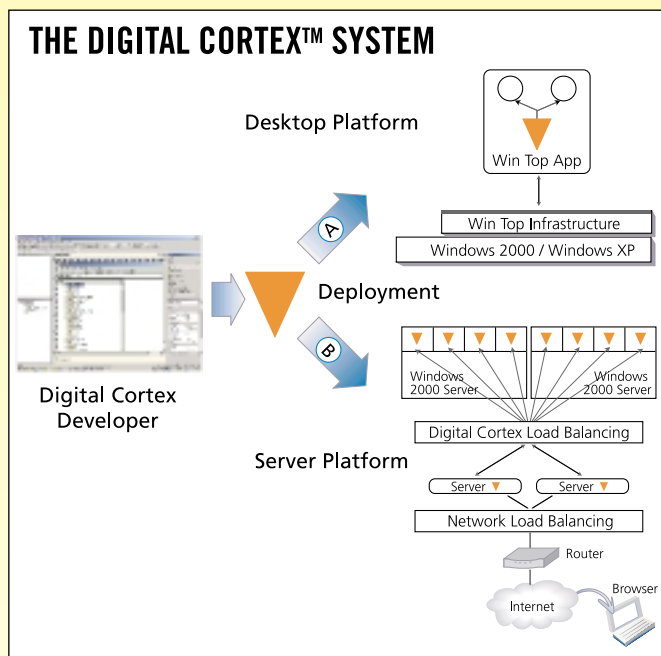 THE DIGITAL CORTEX™ SYSTEM
Desktop Platform
Win Top App
A
Win Top Infrastructure
Windows 2000 / Windows XP
Deployment
B
Digital Cortex
Developer
Windows
2000 Server
Windows
2000 Server
Digital Cortex Load Balancing
Server Platform
Server
Server
Network Load Balancing
Router
Internet
Browser